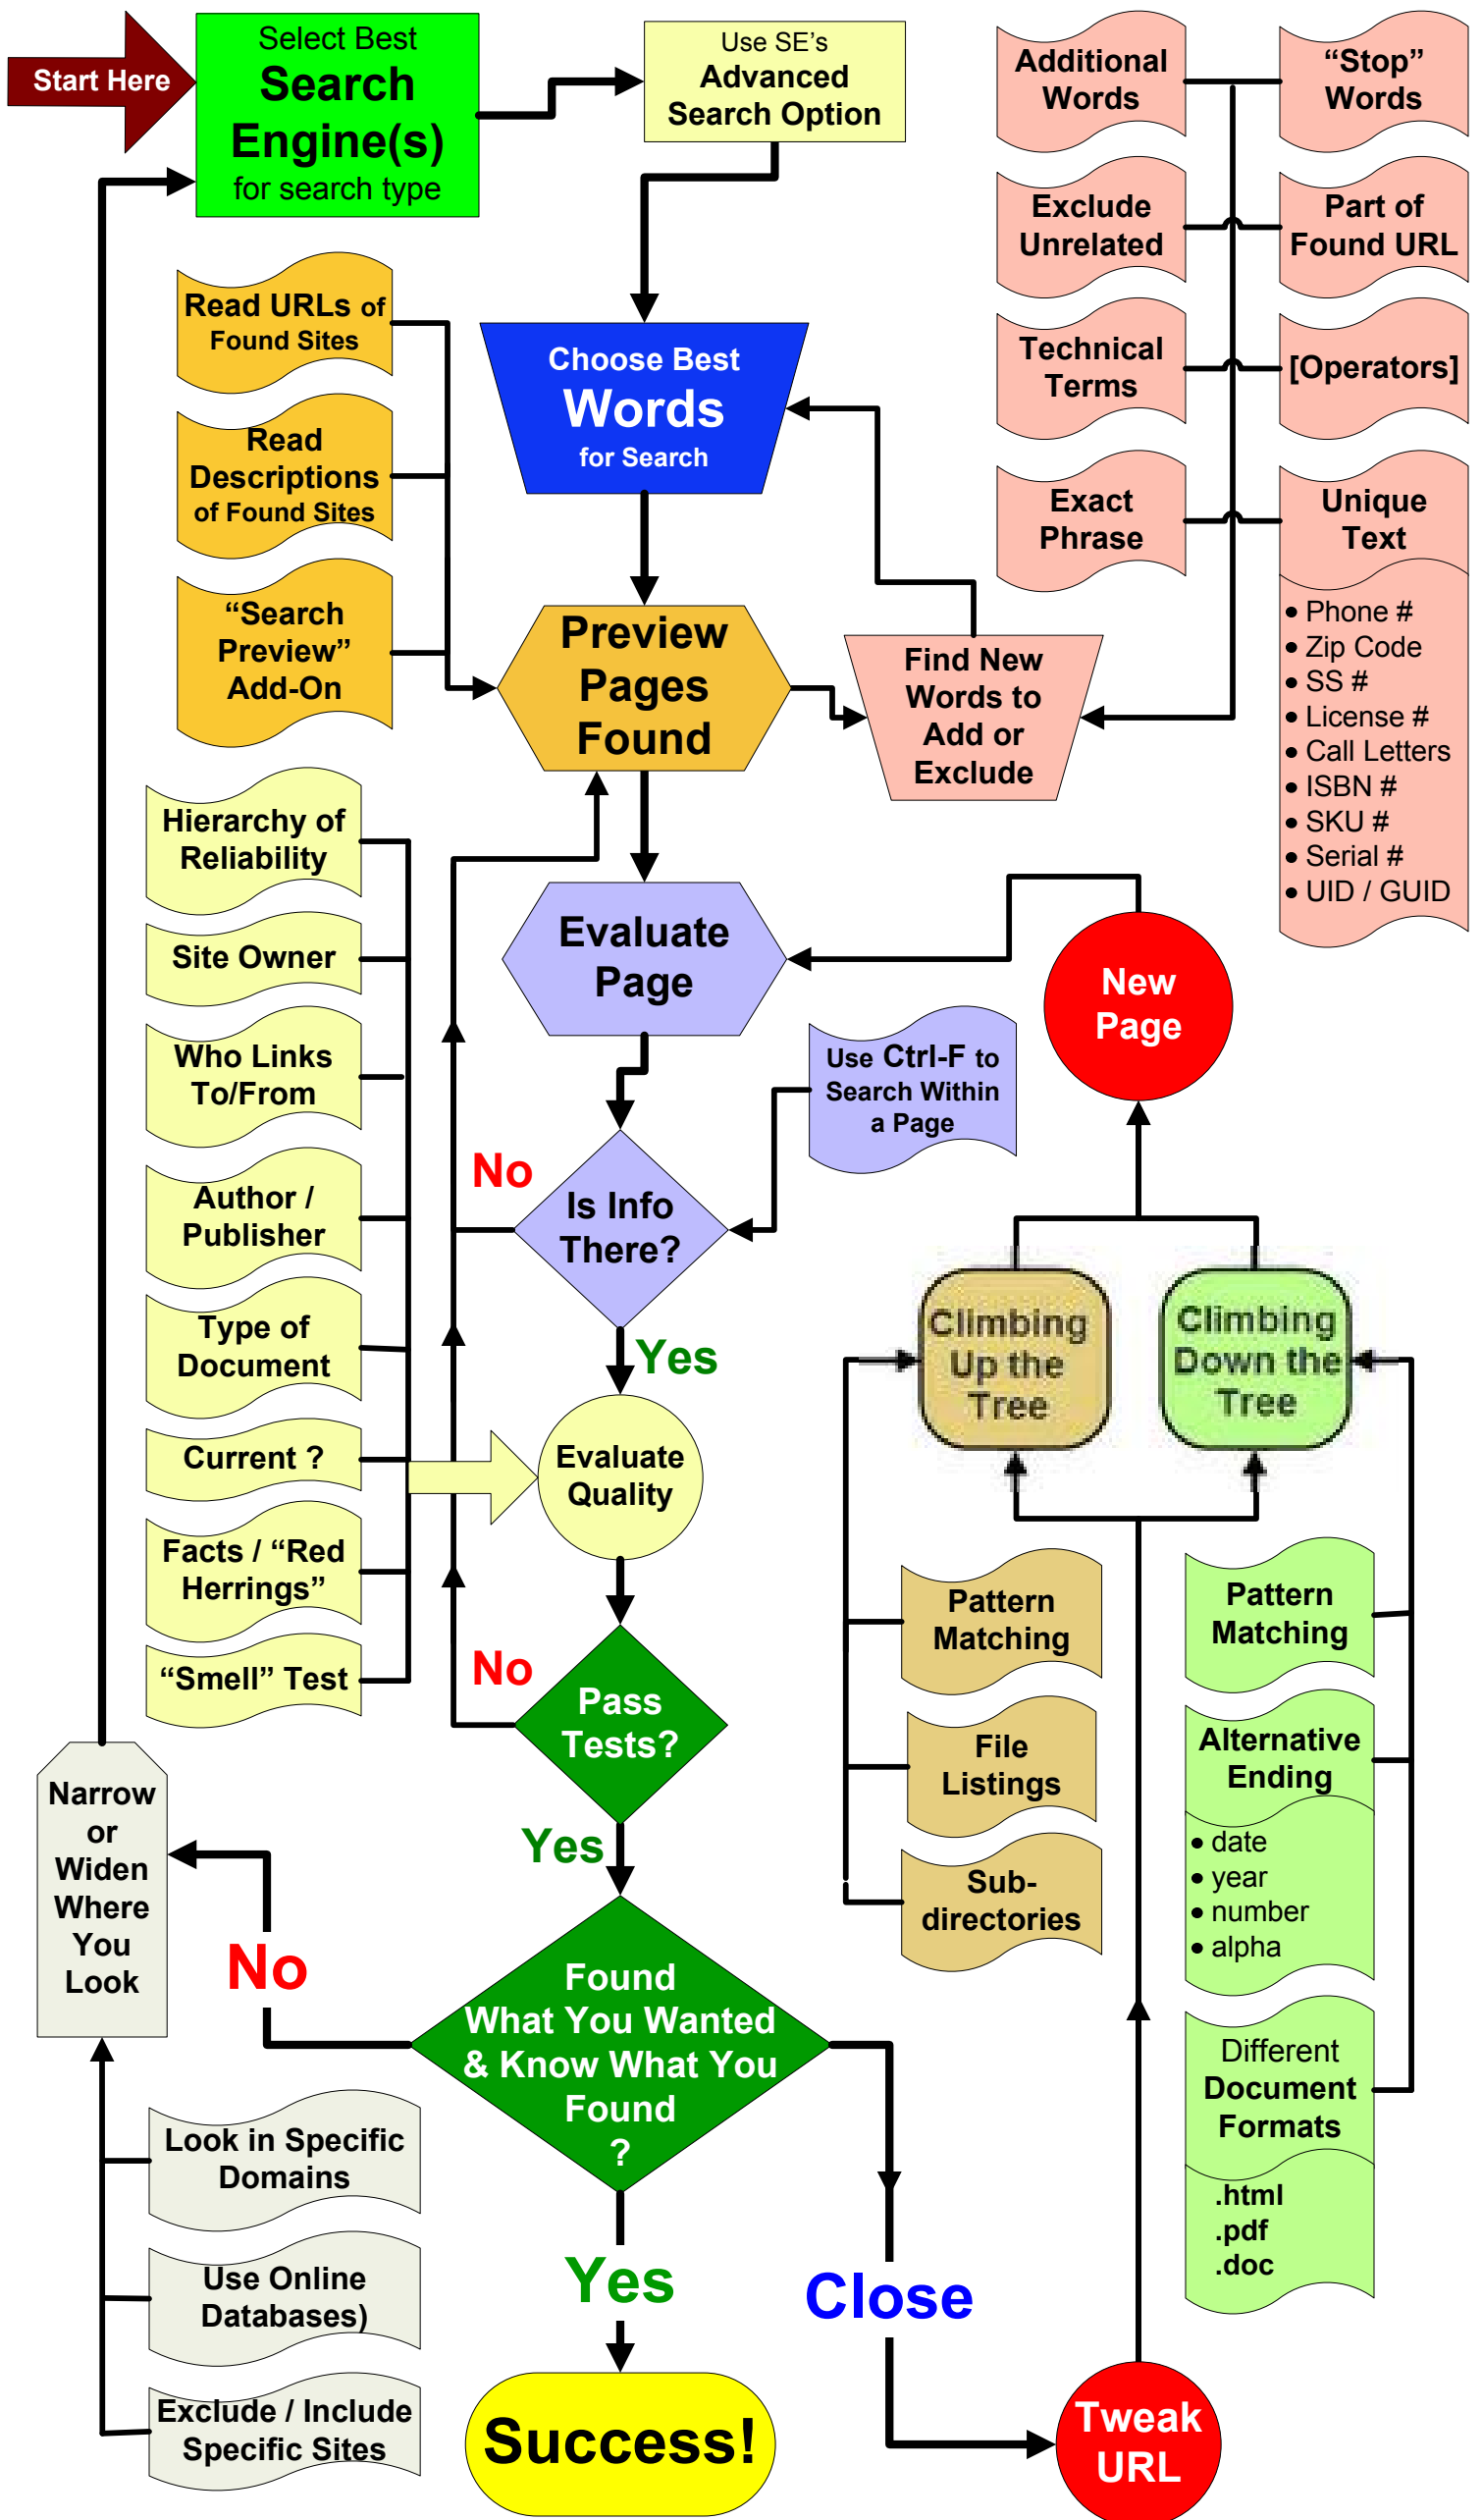 Start Here
Select Best
Search
Engine(s)
for search type
Use SE's
Advanced
Search Option
Additional
Words
“Stop”
Words
Exclude
Unrelated
Part of
Found URL
Technical
Terms
[Operators]
Exact
Phrase
Unique
Text
• Phone #
• Zip Code
• SS #
• License #
• Call Letters
• ISBN #
• SKU #
• Serial #
• UID / GUID
Read URLs of
Found Sites
Read
Descriptions
of Found Sites
“Search
Preview”
Add-On
Choose Best
Words
for Search
Preview
Pages
Found
Find New
Words to
Add or
Exclude
Hierarchy of
Reliability
Site Owner
Who Links
To/From
Author /
Publisher
Type of
Document
Current ?
Facts / “Red
Herrings”
“Smell” Test
Evaluate
Page
New
Page
Use Ctrl-F to
Search Within
a Page
No
Is Info
There?
Yes
Evaluate
Quality
Climbing
Up the
Tree
Climbing
Down the
Tree
No
Pass
Tests?
Yes
Pattern
Matching
File
Listings
Sub-
directories
Pattern
Matching
Alternative
Ending
• date
• year
• number
• alpha
Different
Document
Formats
.html
.pdf
.doc
Narrow
or
Widen
Where
You
Look
No
Found
What You Wanted
& Know What You
Found
?
Look in Specific
Domains
Use Online
Databases)
Exclude / Include
Specific Sites
Yes
Close
Success!
Tweak
URL